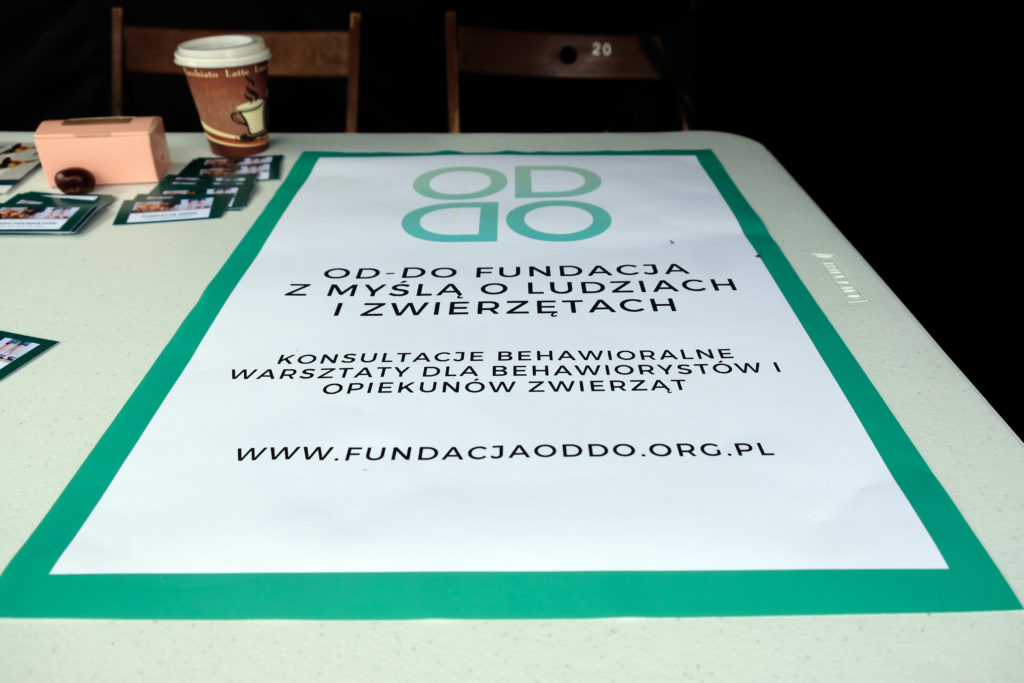 20
Latte
OD
DO
OD-DO FUNDACJA
Z MYŚLĄ O LUDZIACH
I ZWIERZĘTACH
KONSULTACJE BEHAWIORALNE
WARSZTATY DLA BEHAWIORYSTÓW I
OPIEKUNÓW ZWIERZĄT
WWW.FUNDACJAODDO.ORG.PL